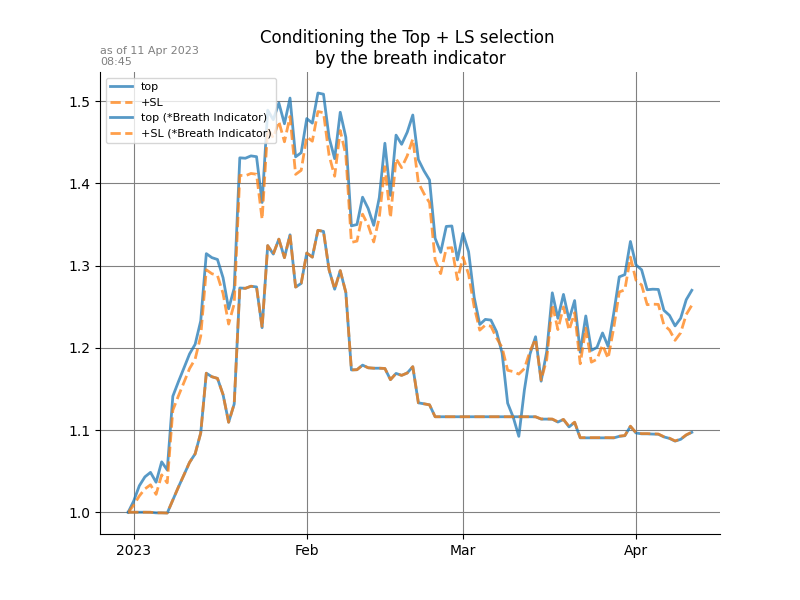 Conditioning the Top + LS selection
by the breath indicator
as of 11 Apr 2023
08:45
top
+SL
top (*Breath Indicator)
+SL (*Breath Indicator)
1.5
1.4
1.3
1.2
1.1
1.0
2023 Feb Mar Apr